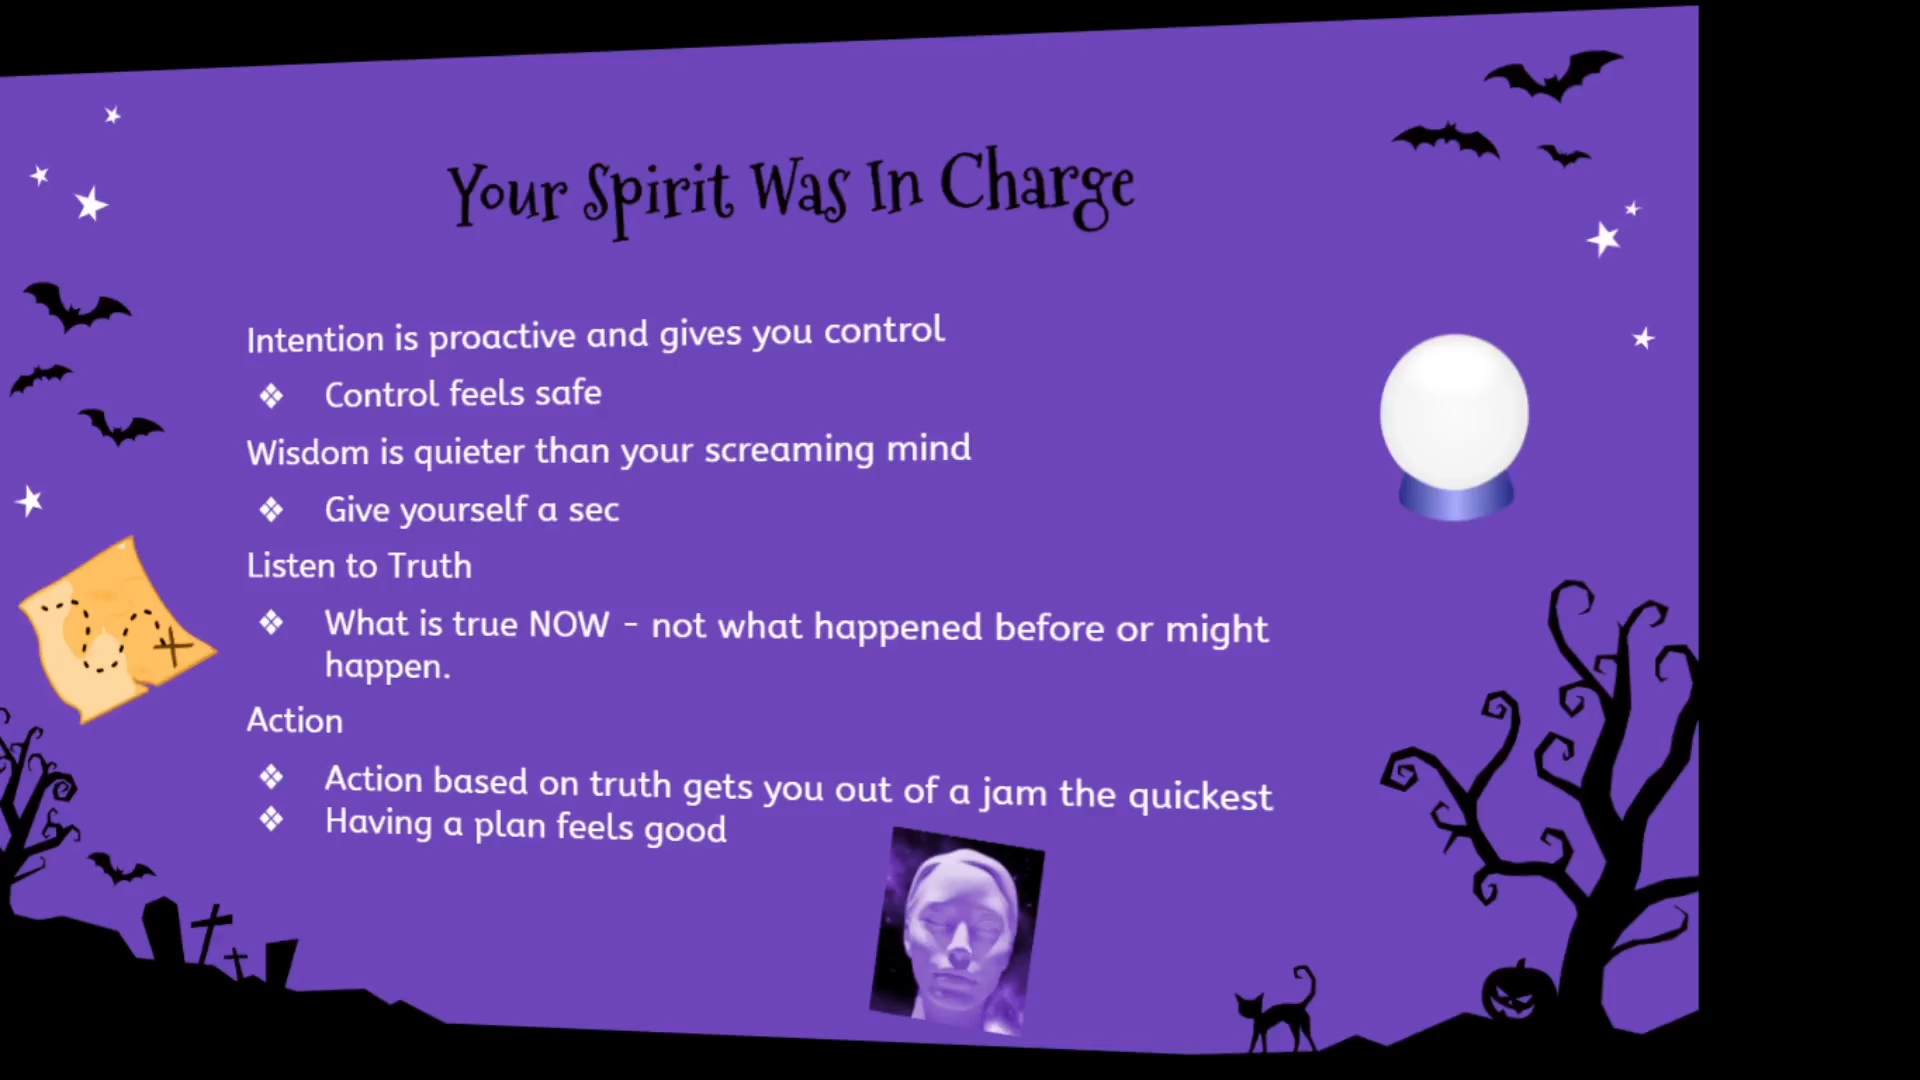 Your Spirit Was In Charge
Intention is proactive and gives you control
❖ Control feels safe
Wisdom is quieter than your screaming mind
❖ Give yourself a sec
Listen to Truth
❖ What is true NOW - not what happened before or might
happen.
Action
❖ Action based on truth gets you out of a jam the quickest
❖ Having a plan feels good